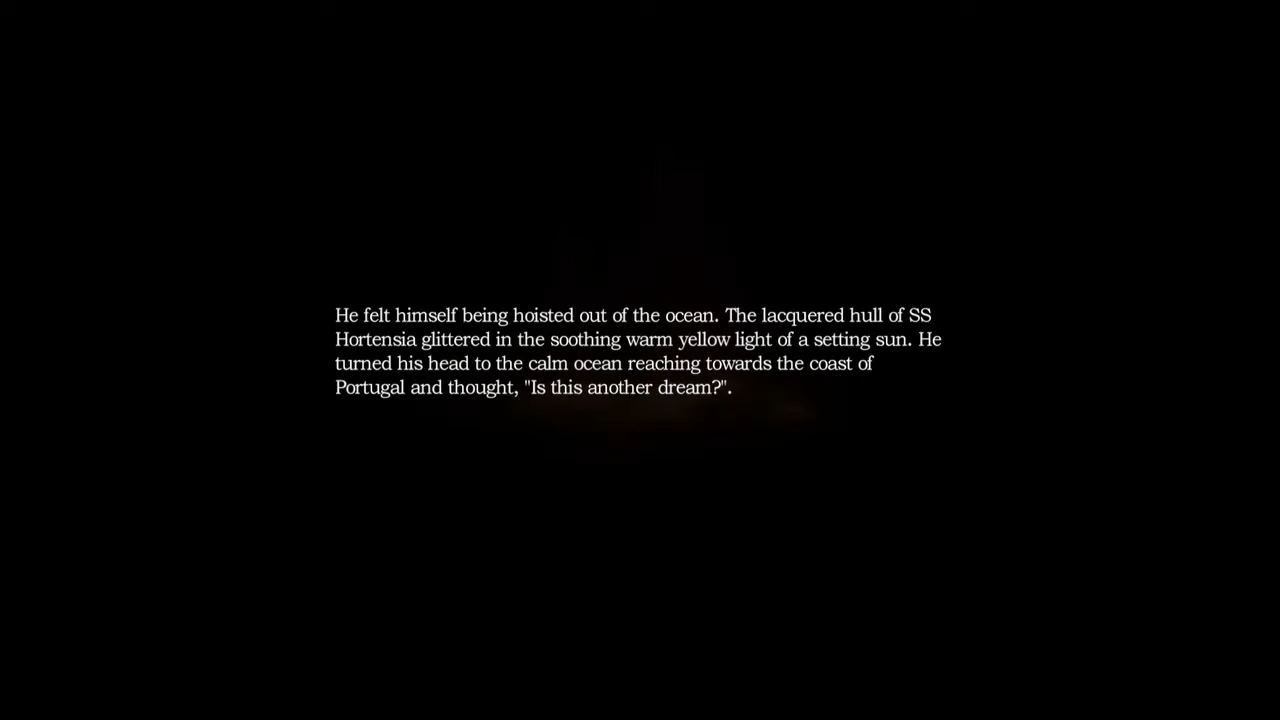 He felt himself being hoisted out of the ocean. The lacquered hull of SS
Hortensia glittered in the soothing warm yellow light of a setting sun. He
turned his head to the calm ocean reaching towards the coast of
Portugal and thought, "Is this another dream?".